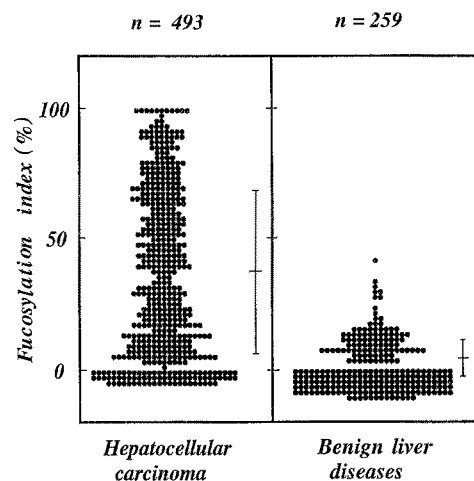 n = 493
n = 259
Fucosylation index (%)
100
50
0
Hepatocellular
carcinoma
Benign liver
diseases